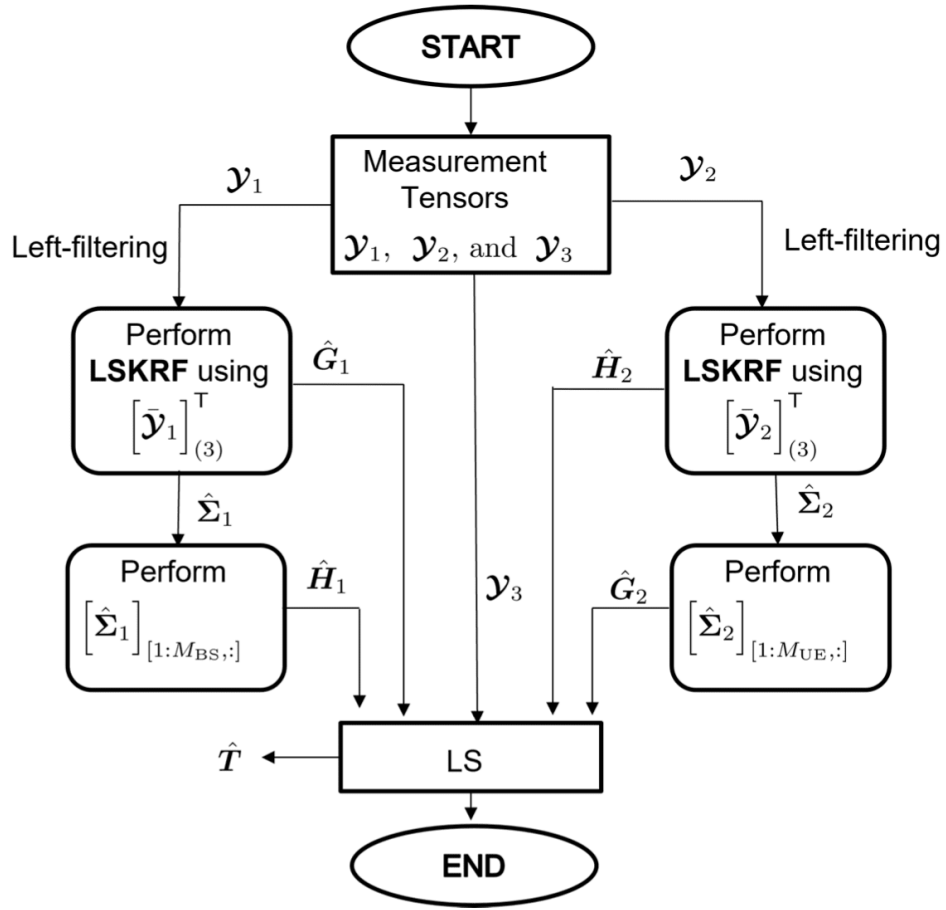 START
Measurement
Tensors
𝓨₁, 𝓨₂, and 𝓨₃
𝓨₁
𝓨₂
Left-filtering
Left-filtering
Perform
LSKRF using
[𝓨̄₁]ᵀ₍₃₎
Ĝ₁
Ĥ₂
Perform
LSKRF using
[𝓨̄₂]ᵀ₍₃₎
Σ̂₁
Σ̂₂
Perform
[Σ̂₁]_[1:M_BS,:]
Ĥ₁
𝓨₃
Ĝ₂
Perform
[Σ̂₂]_[1:M_UE,:]
T̂
LS
END